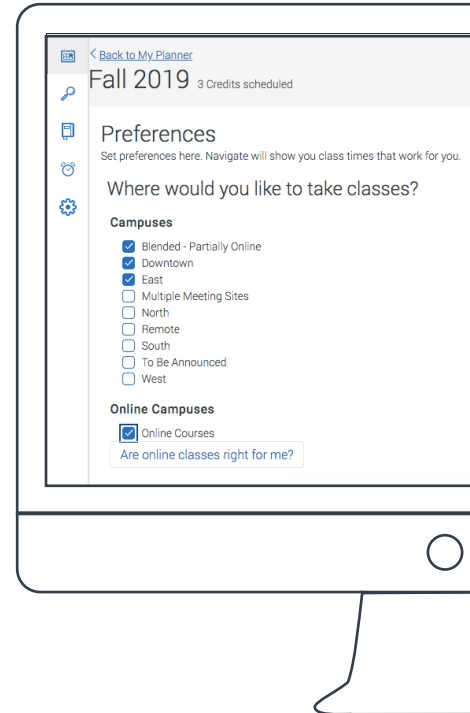 Back to My Planner
Fall 2019 3 Credits scheduled
Preferences
Set preferences here. Navigate will show you class times that work for you.
Where would you like to take classes?
Campuses
Blended - Partially Online
Downtown
East
Multiple Meeting Sites
North
Remote
South
To Be Announced
West
Online Campuses
Online Courses
Are online classes right for me?